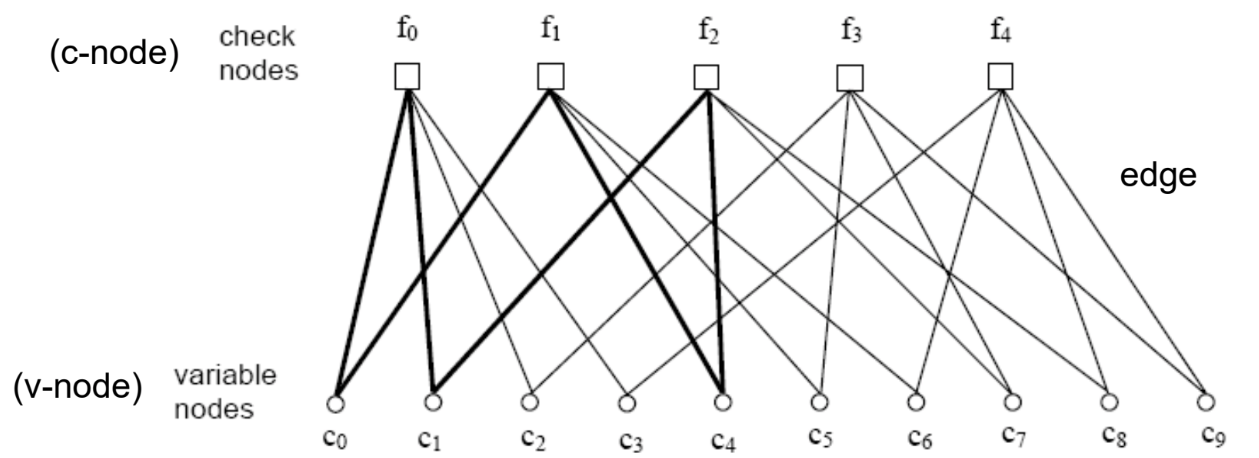 f₀ f₁ f₂ f₃ f₄
(c-node)
check
nodes
edge
(v-node)
variable
nodes
c₀ c₁ c₂ c₃ c₄ c₅ c₆ c₇ c₈ c₉